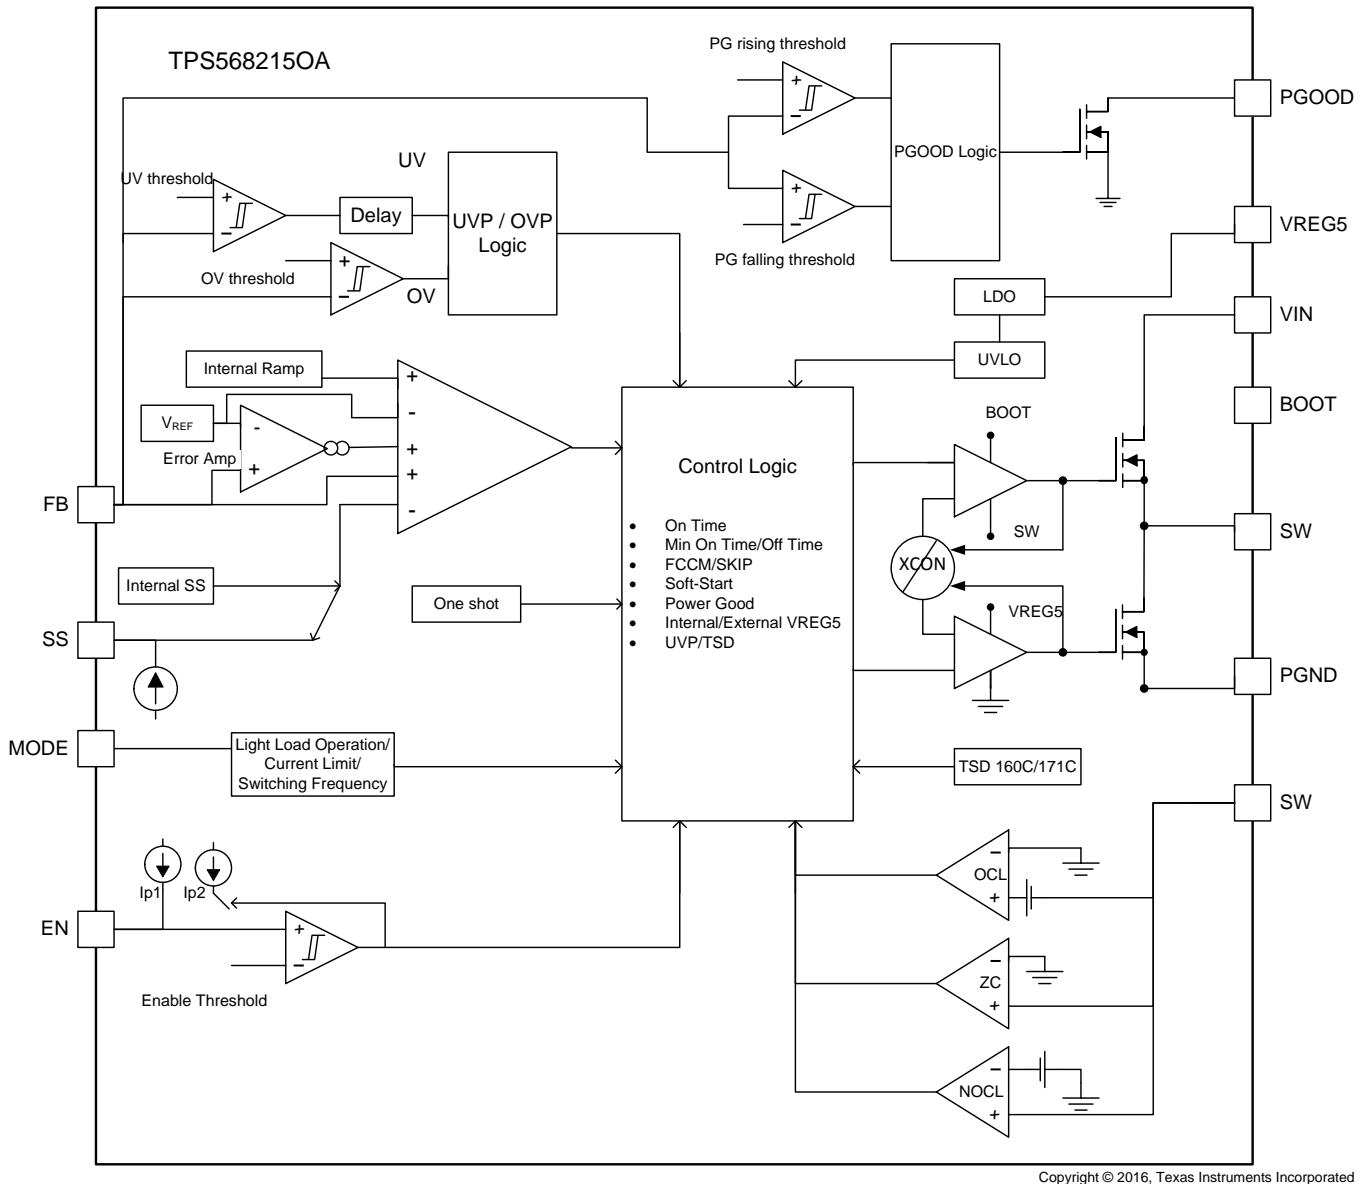 TPS568215OA
PG rising threshold
PGOOD
UV
PGOOD Logic
UV threshold
Delay
UVP / OVP
Logic
VREG5
PG falling threshold
OV threshold
OV
LDO
VIN
UVLO
Internal Ramp
BOOT
BOOT
VREF
Error Amp
Control Logic
FB
On Time
Min On Time/Off Time
FCCM/SKIP
Soft-Start
Power Good
Internal/External VREG5
UVP/TSD
SW
SW
XCON
Internal SS
One shot
VREG5
SS
PGND
MODE
Light Load Operation/
Current Limit/
Switching Frequency
TSD 160C/171C
SW
OCL
Ip1
Ip2
EN
ZC
Enable Threshold
NOCL
Copyright © 2016, Texas Instruments Incorporated